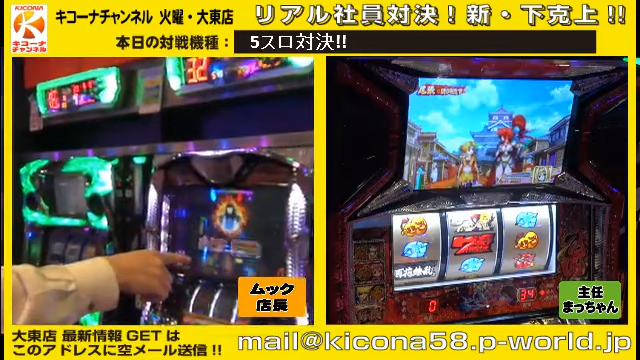 KICONA
キコーナ
チャンネル
キコーナチャンネル 火曜・大東店
リアル社員対決！新・下克上!!
本日の対戦機種：
5スロ対決!!
32
0
34
ムック
店長
主任
まっちゃん
大東店 最新情報 GET は
このアドレスに空メール送信!!
mail@kicona58.p-world.jp